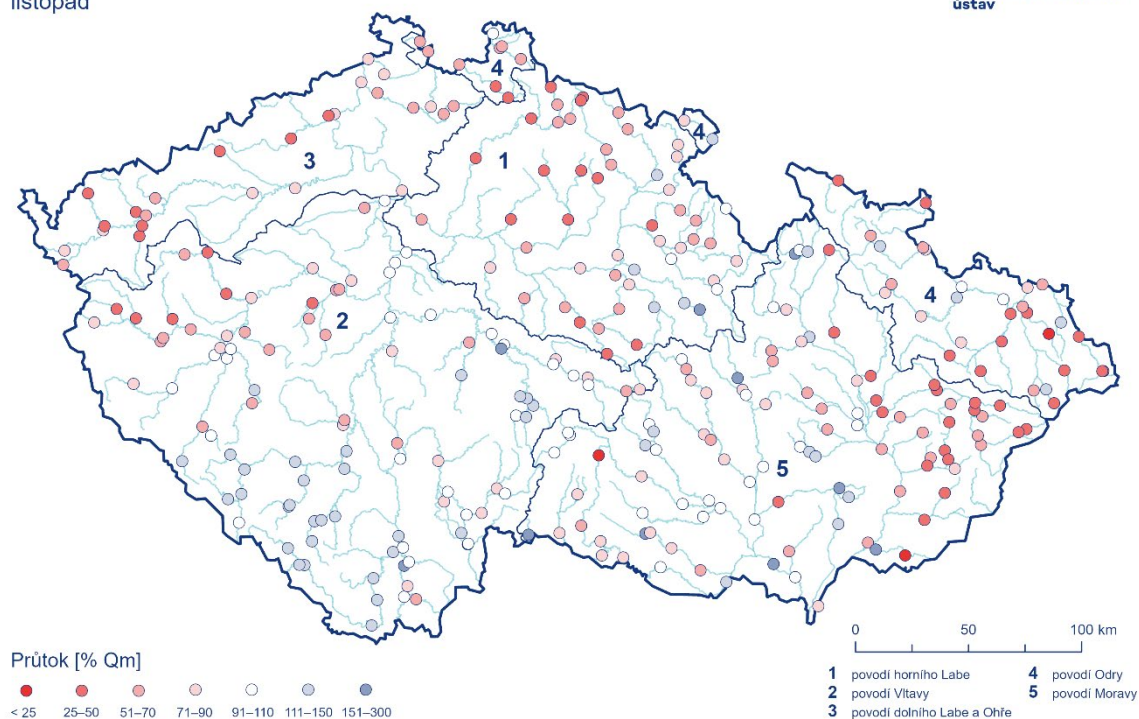 listopad
ústav
4
4
3
1
4
2
5
0 50 100 km
Průtok [% Qm]
< 25 25–50 51–70 71–90 91–110 111–150 151–300
1 povodí horního Labe
2 povodí Vltavy
3 povodí dolního Labe a Ohře
4 povodí Odry
5 povodí Moravy